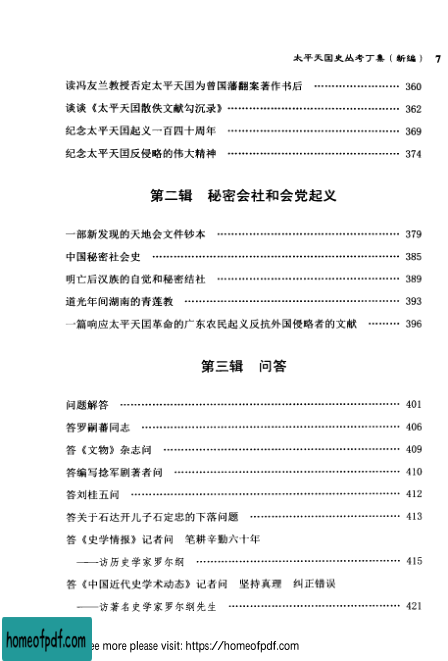 太平天国史丛考丁集（新编） 7
读冯友兰教授否定太平天囯为曾国藩翻案著作书后 ………………… 360
谈谈《太平天囯散佚文献勾沉录》 ………………… 362
纪念太平天囯起义一百四十周年 ………………… 369
纪念太平天囯反侵略的伟大精神 ………………… 374
第二辑 秘密会社和会党起义
一部新发现的天地会文件钞本 ………………… 379
中国秘密社会史 ………………… 385
明亡后汉族的自觉和秘密结社 ………………… 389
道光年间湖南的青莲教 ………………… 393
一篇响应太平天囯革命的广东农民起义反抗外国侵略者的文献 ……… 396
第三辑 问答
问题解答 ………………… 401
答罗嗣蕃同志 ………………… 406
答《文物》杂志问 ………………… 409
答编写捻军剧著者问 ………………… 410
答刘桂五问 ………………… 412
答关于石达开儿子石定忠的下落问题 ………………… 413
答《史学情报》记者问 笔耕辛勤六十年
——访历史学家罗尔纲 ………………… 415
答《中国近代史学术动态》记者问 坚持真理 纠正错误
——访著名史学家罗尔纲先生 ………………… 421
homeofpdf.com
ee more please visit: https://homeofpdf.com